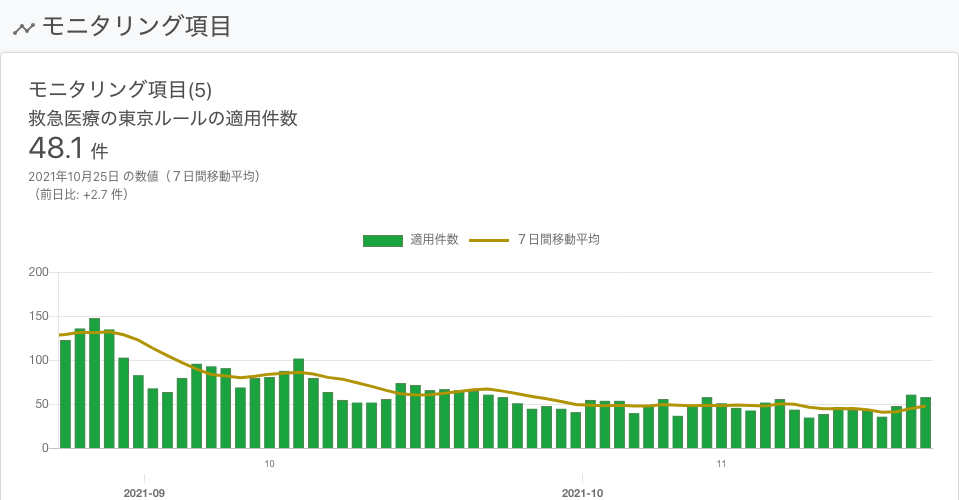 モニタリング項目
モニタリング項目(5)
救急医療の東京ルールの適用件数
48.1 件
2021年10月25日 の数値（７日間移動平均）
（前日比: +2.7 件）
適用件数 ７日間移動平均
200
150
100
50
0
10 11
2021-09 2021-10